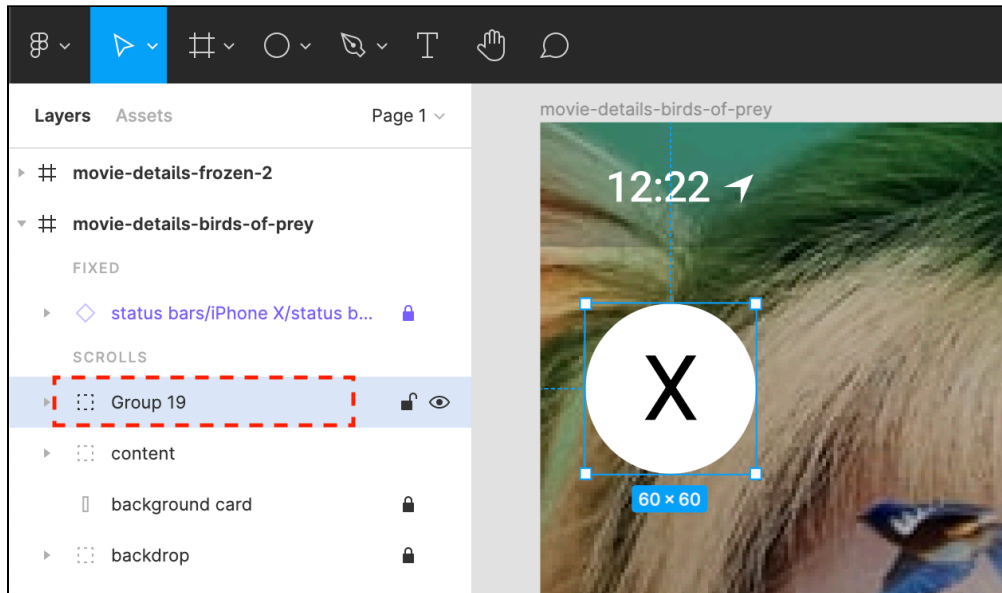 Layers Assets Page 1
movie-details-birds-of-prey
movie-details-frozen-2
12:22
movie-details-birds-of-prey
FIXED
status bars/iPhone X/status b...
SCROLLS
Group 19
X
content
60 × 60
background card
backdrop